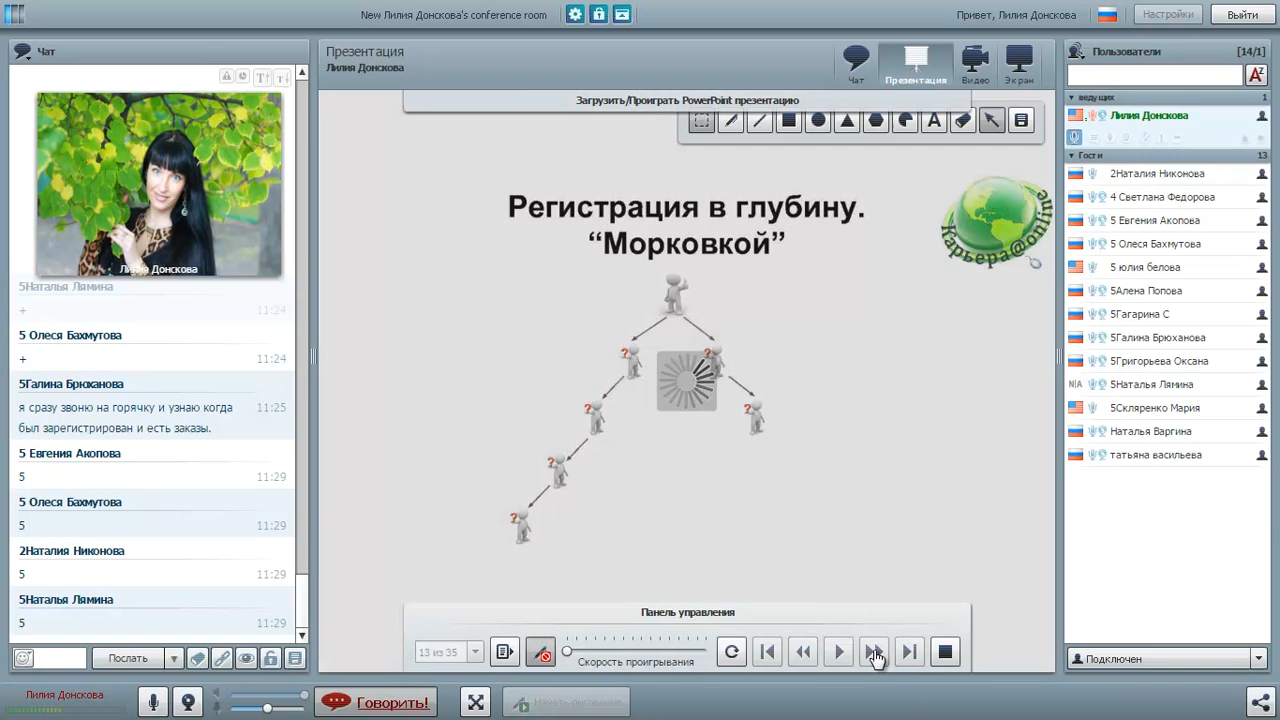 New Лилия Донскова's conference room
Привет, Лилия Донскова
Настройки
Выйти
Чат
Лилия Донскова
5Наталья Лямина
+ 11:24
5 Олеся Бахмутова
+ 11:24
5Галина Брюханова
я сразу звоню на горячку и узнаю когда 11:25
был зарегистрирован и есть заказы.
5 Евгения Акопова
5 11:29
5 Олеся Бахмутова
5 11:29
2Наталия Никонова
5 11:29
5Наталья Лямина
5 11:29
Послать
Презентация
Лилия Донскова
Чат
Презентация
Видео
Экран
Загрузить/Проиграть PowerPoint презентацию
Регистрация в глубину.
“Морковкой”
Карьера@online
Панель управления
13 из 35
Скорость проигрывания
Пользователи [14/1]
ведущих 1
Лилия Донскова
Гости 13
2Наталия Никонова
4 Светлана Федорова
5 Евгения Акопова
5 Олеся Бахмутова
5 юлия белова
5Алена Попова
5Гагарина С
5Галина Брюханова
5Григорьева Оксана
N/A 5Наталья Лямина
5Скляренко Мария
Наталья Варгина
татьяна васильева
Подключен
Лилия Донскова
Говорить!